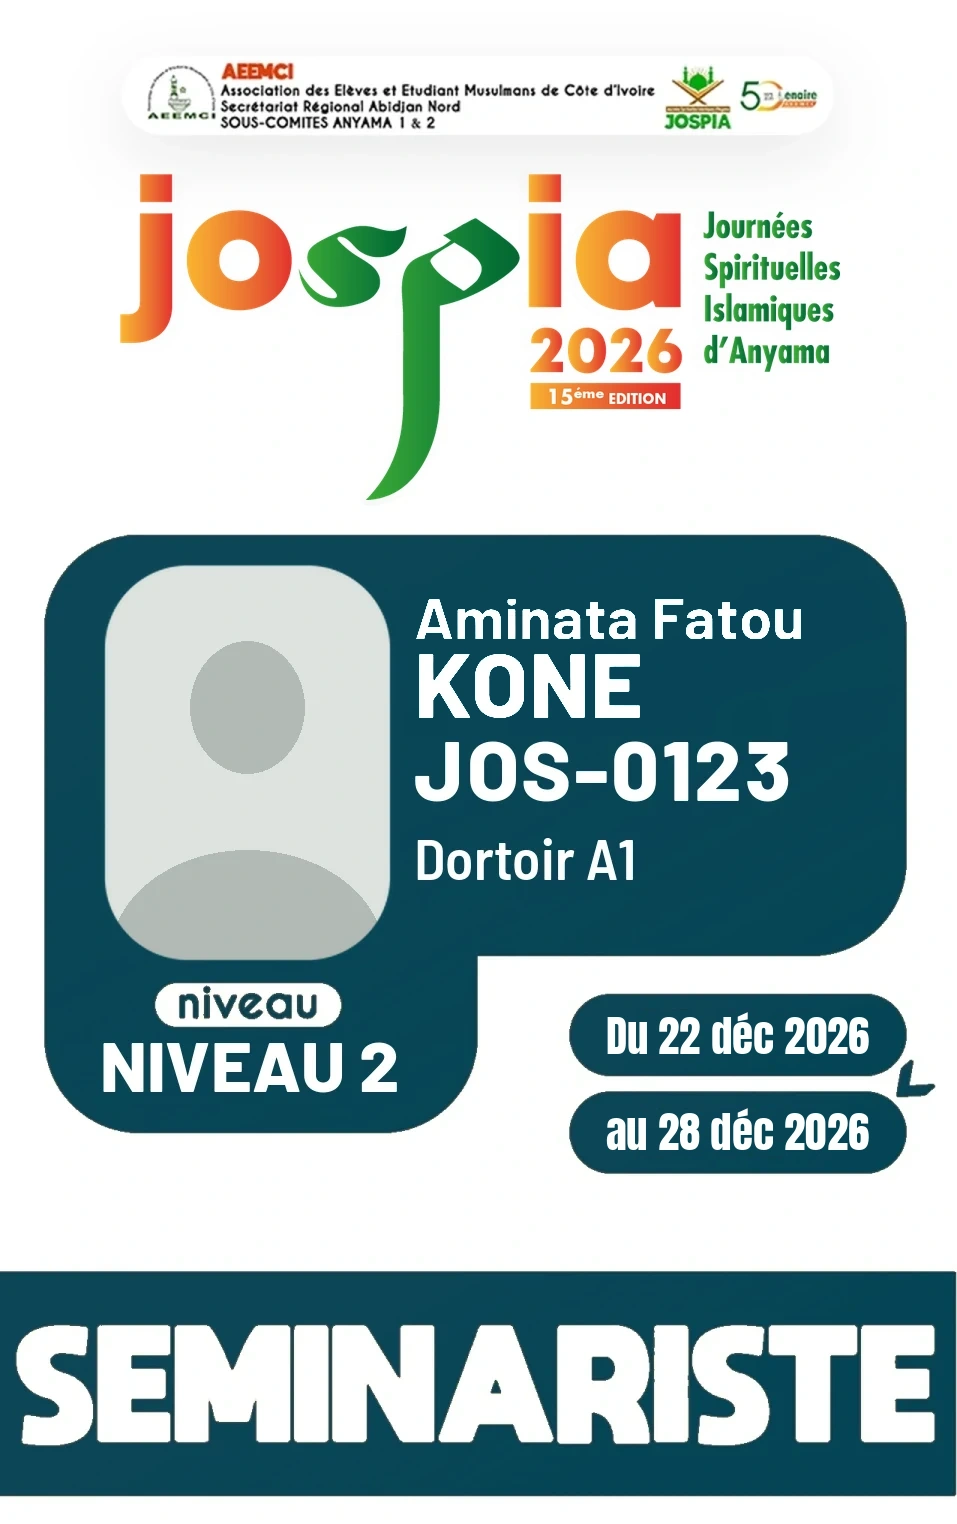 AEEMCI
Association des Elèves et Etudiant Musulmans de Côte d'Ivoire
Secrétariat Régional Abidjan Nord
SOUS-COMITES ANYAMA 1 & 2
AEEMCI
JOSPIA
jospia
2026
15éme EDITION
Journées
Spirituelles
Islamiques
d'Anyama
Aminata Fatou
KONE
JOS-0123
Dortoir A1
niveau
NIVEAU 2
Du 22 déc 2026
au 28 déc 2026
SEMINARISTE